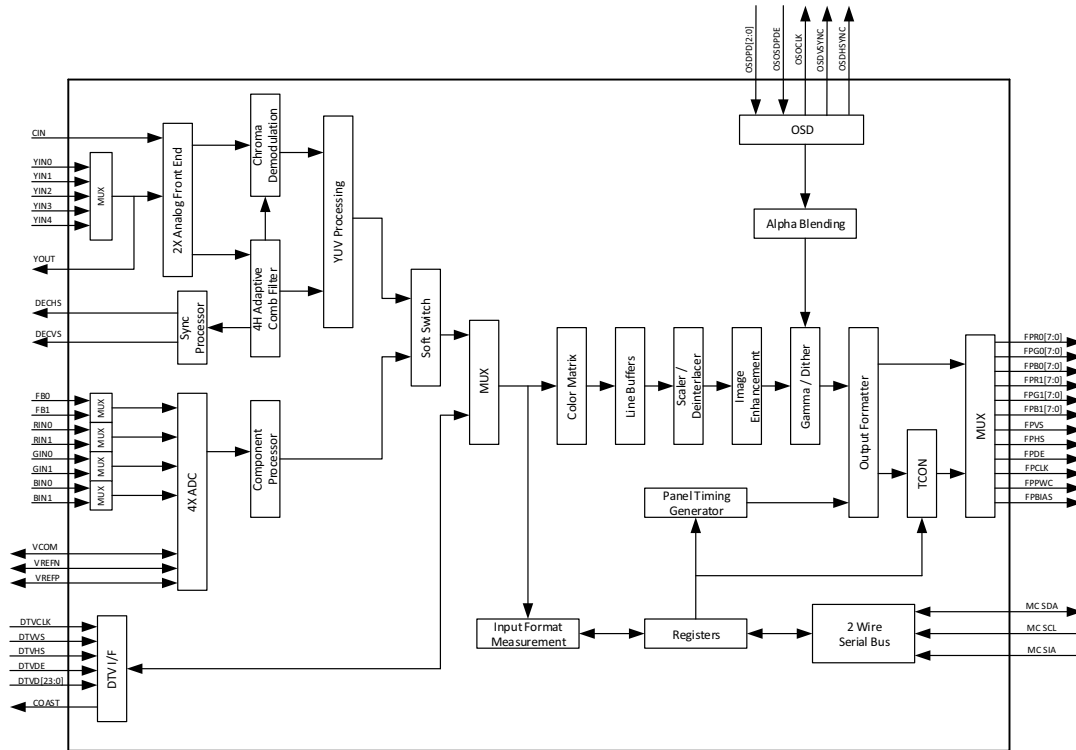 OSDPD[2:0]
OSOSDPDE
OSOCLK
OSDVSYNC
OSDHSYNC
OSD
Alpha Blending
CIN
YIN0
YIN1
YIN2
YIN3
YIN4
MUX
YOUT
2X Analog Front End
Chroma
Demodulation
4H Adaptive
Comb Filter
YUV Processing
DECHS
DECVS
Sync
Processor
Soft Switch
FB0
FB1
RIN0
RIN1
GIN0
GIN1
BIN0
BIN1
MUX
MUX
MUX
MUX
4X ADC
Component
Processor
VCOM
VREFN
VREFP
DTVCLK
DTVVS
DTVHS
DTVDE
DTVD[23:0]
COAST
DTV I/F
MUX
Color Matrix
Line Buffers
Scaler /
Deinterlacer
Image
Enhancement
Gamma / Dither
Output Formatter
TCON
MUX
Panel Timing
Generator
Input Format
Measurement
Registers
2 Wire
Serial Bus
FPR0[7:0]
FPG0[7:0]
FPB0[7:0]
FPR1[7:0]
FPG1[7:0]
FPB1[7:0]
FPVS
FPHS
FPDE
FPCLK
FPPWC
FPBIAS
MC SDA
MC SCL
MC SIA